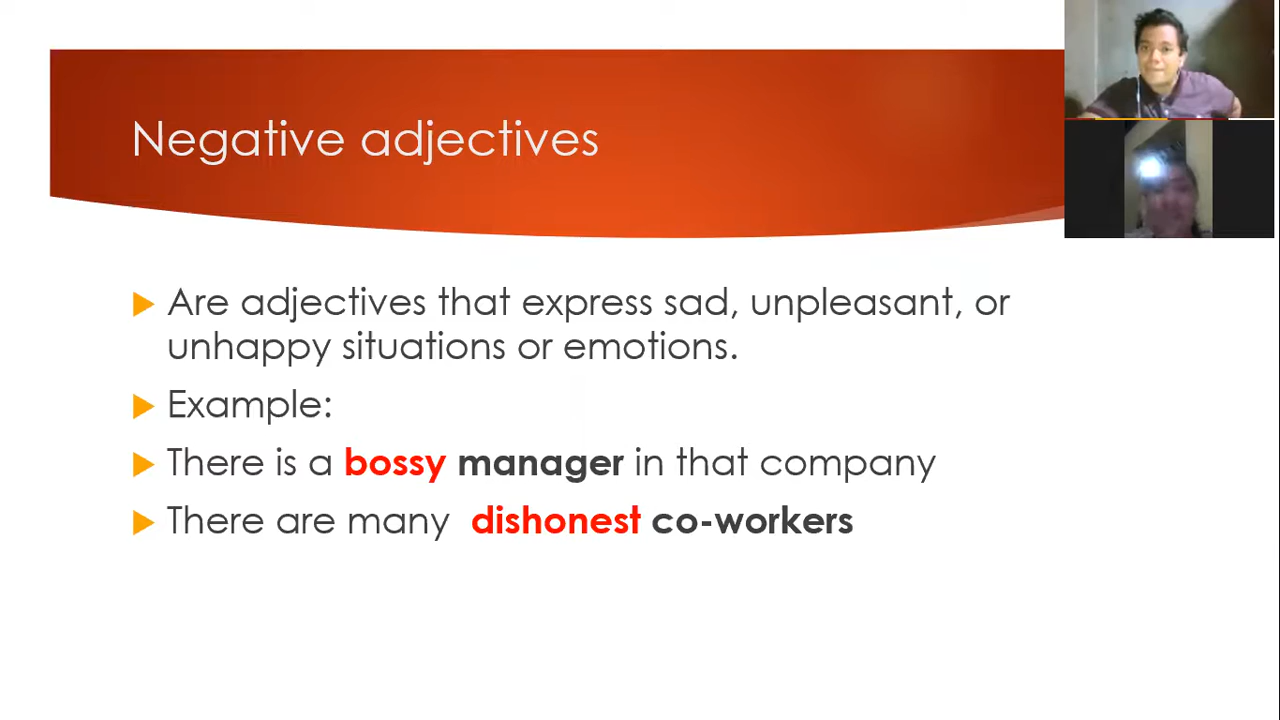 Negative adjectives
Are adjectives that express sad, unpleasant, or
unhappy situations or emotions.
Example:
There is a bossy manager in that company
There are many dishonest co-workers